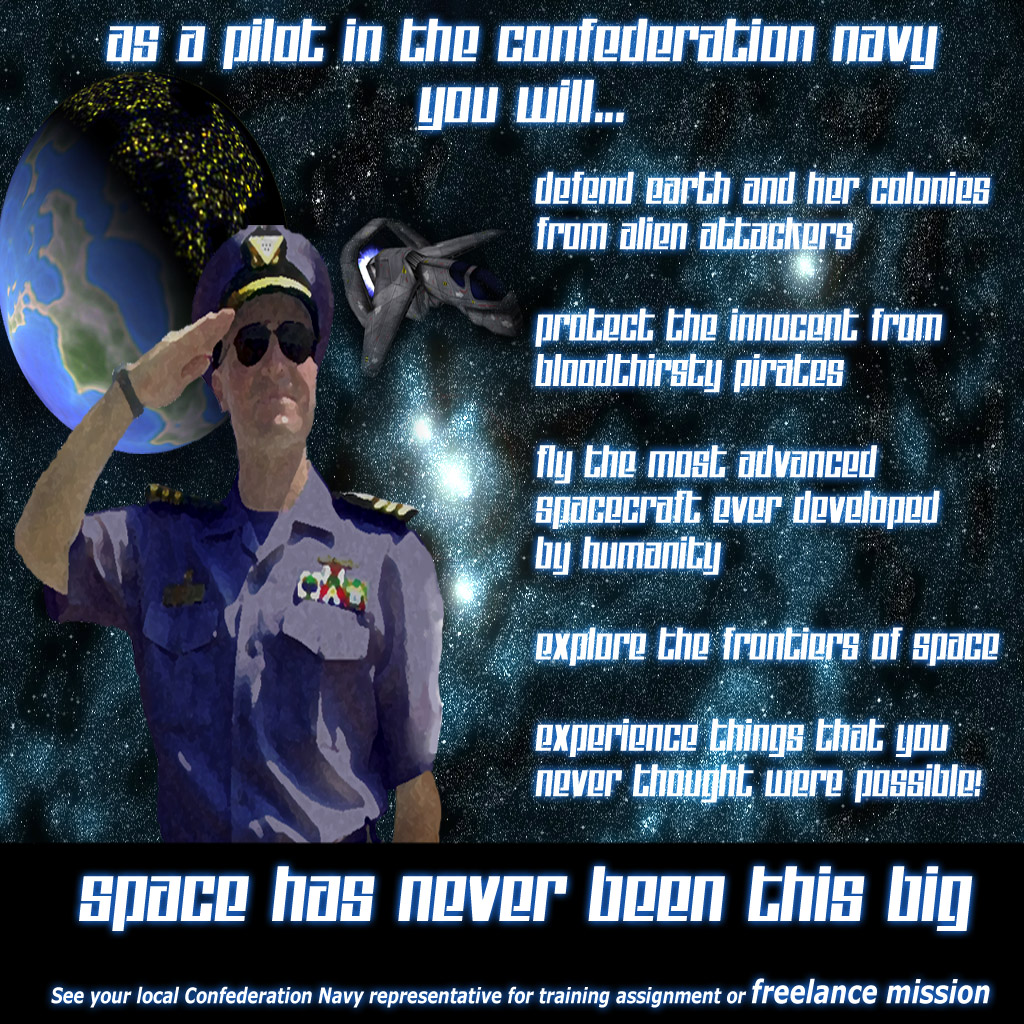 as a pilot in the confederation navy
you will...
defend earth and her colonies
from alien attackers
protect the innocent from
bloodthirsty pirates
fly the most advanced
spacecraft ever developed
by humanity
explore the frontiers of space
experience things that you
never thought were possible!
space has never been this big
See your local Confederation Navy representative for training assignment or freelance mission